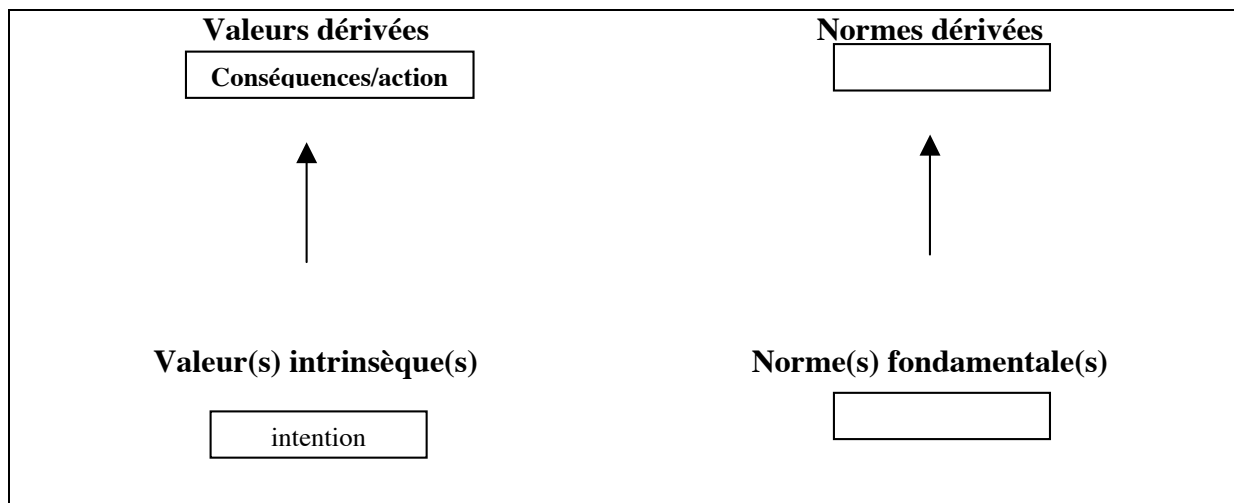 Valeurs dérivées
Normes dérivées
Conséquences/action
Valeur(s) intrinsèque(s)
Norme(s) fondamentale(s)
intention